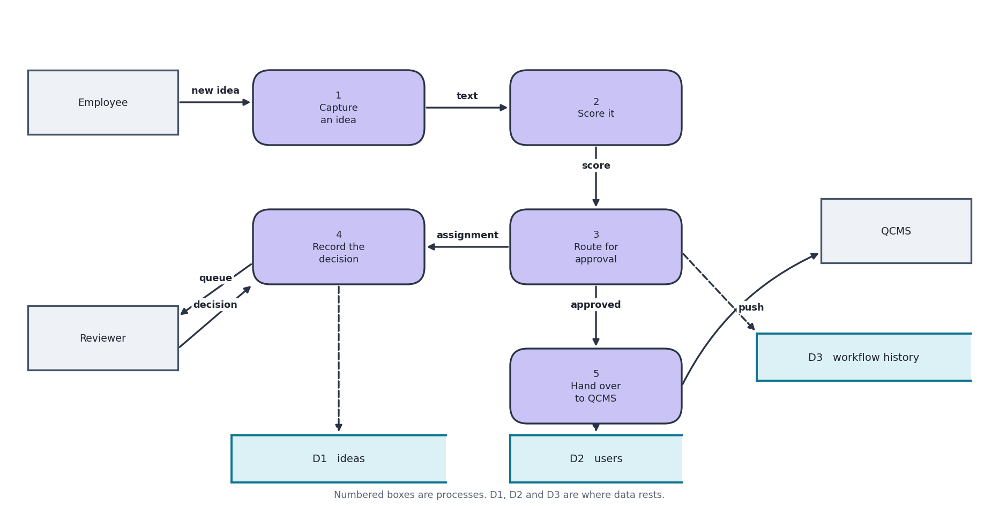 Employee
new idea
1
Capture
an idea
text
2
Score it
score
QCMS
4
Record the
decision
assignment
3
Route for
approval
queue
decision
approved
push
Reviewer
D3 workflow history
5
Hand over
to QCMS
D1 ideas
D2 users
Numbered boxes are processes. D1, D2 and D3 are where data rests.